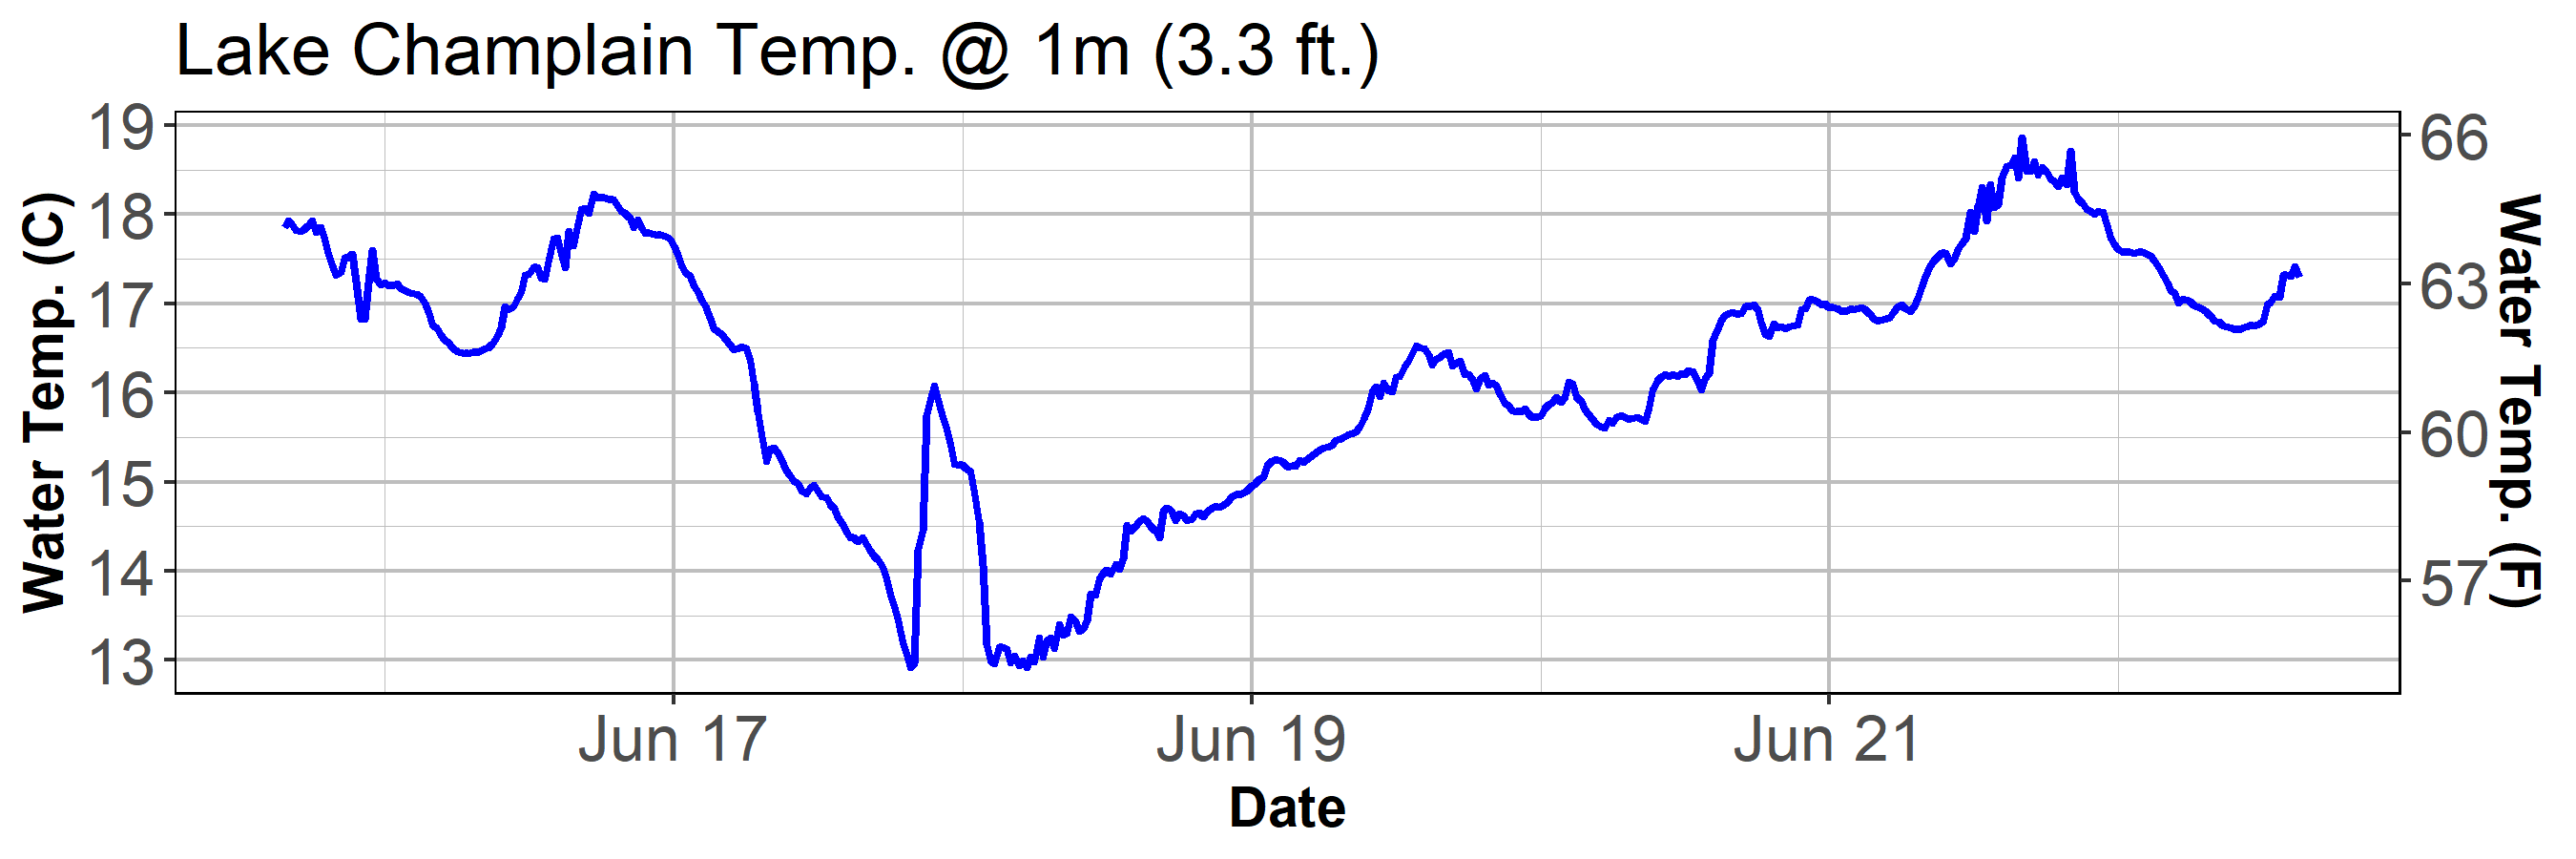 Lake Champlain Temp. @ 1m (3.3 ft.)
Water Temp. (C)
19
18
17
16
15
14
13
66
63
60
57
Water Temp. (F)
Jun 17 Jun 19 Jun 21
Date